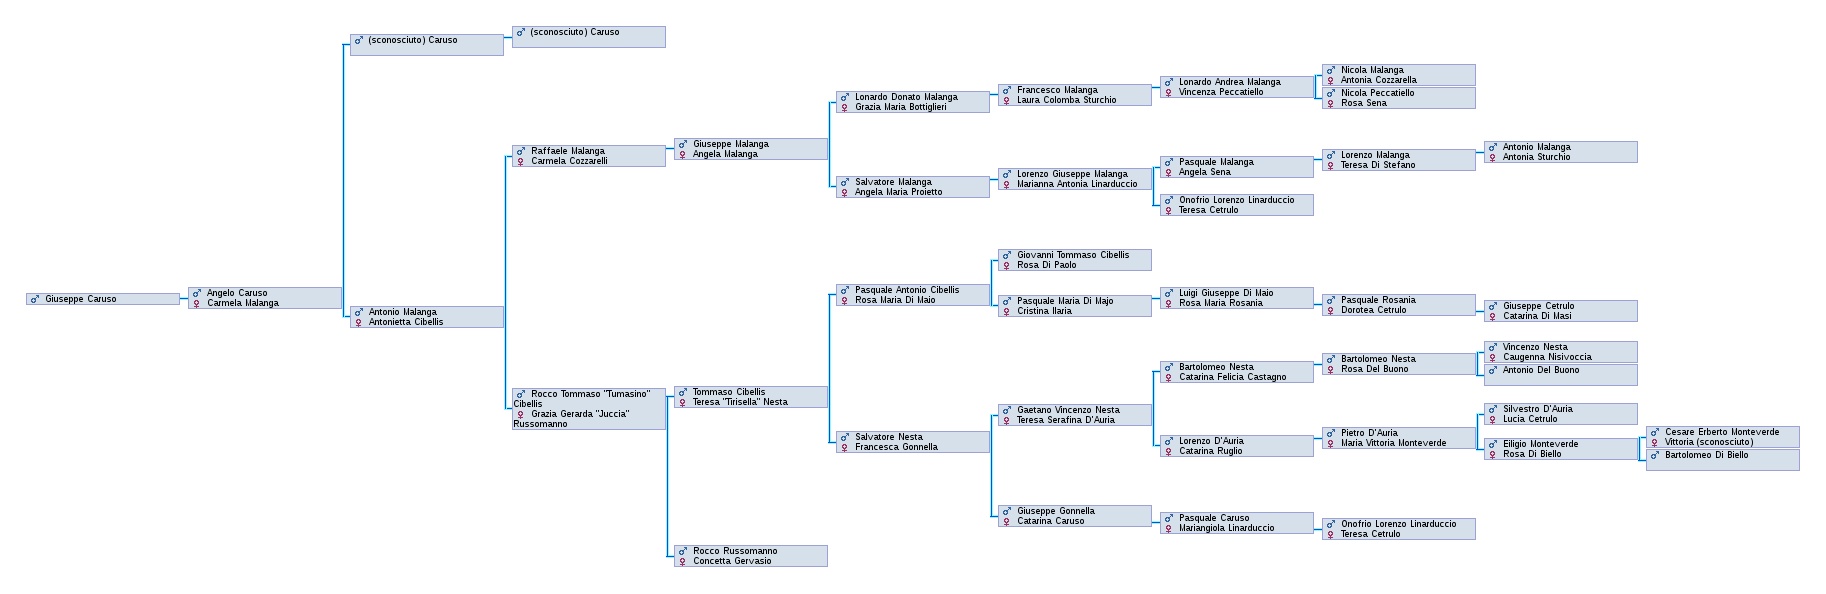 Giuseppe Caruso
Angelo Caruso
Carmela Malanga
(sconosciuto) Caruso
Antonio Malanga
Antonietta Cibellis
(sconosciuto) Caruso
Raffaele Malanga
Carmela Cozzarelli
Rocco Tommaso "Tumasino"
Cibellis
Grazia Gerarda "Juccia"
Russomanno
Giuseppe Malanga
Angela Malanga
Tommaso Cibellis
Teresa "Tirisella" Nesta
Rocco Russomanno
Concetta Gervasio
Lonardo Donato Malanga
Grazia Maria Bottiglieri
Salvatore Malanga
Angela Maria Proietto
Pasquale Antonio Cibellis
Rosa Maria Di Maio
Salvatore Nesta
Francesca Gonnella
Francesco Malanga
Laura Colomba Sturchio
Lorenzo Giuseppe Malanga
Marianna Antonia Linarduccio
Giovanni Tommaso Cibellis
Rosa Di Paolo
Pasquale Maria Di Majo
Cristina Ilaria
Gaetano Vincenzo Nesta
Teresa Serafina D'Auria
Giuseppe Gonnella
Catarina Caruso
Lonardo Andrea Malanga
Vincenza Peccatiello
Pasquale Malanga
Angela Sena
Onofrio Lorenzo Linarduccio
Teresa Cetrulo
Luigi Giuseppe Di Maio
Rosa Maria Rosania
Bartolomeo Nesta
Catarina Felicia Castagno
Lorenzo D'Auria
Catarina Ruglio
Pasquale Caruso
Mariangiola Linarduccio
Nicola Malanga
Antonia Cozzarella
Nicola Peccatiello
Rosa Sena
Lorenzo Malanga
Teresa Di Stefano
Pasquale Rosania
Dorotea Cetrulo
Bartolomeo Nesta
Rosa Del Buono
Pietro D'Auria
Maria Vittoria Monteverde
Onofrio Lorenzo Linarduccio
Teresa Cetrulo
Antonio Malanga
Antonia Sturchio
Giuseppe Cetrulo
Catarina Di Masi
Vincenzo Nesta
Caugenna Nisivoccia
Antonio Del Buono
Silvestro D'Auria
Lucia Cetrulo
Eiligio Monteverde
Rosa Di Biello
Cesare Erberto Monteverde
Vittoria (sconosciuto)
Bartolomeo Di Biello